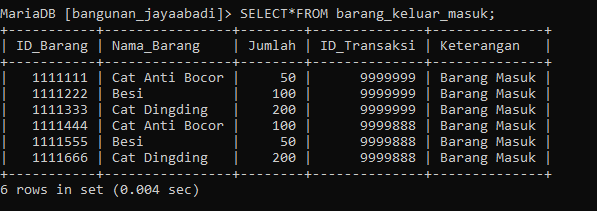 MariaDB [bangunan_jayaabadi]> SELECT*FROM barang_keluar_masuk;
+-----------+----------------+--------+--------------+--------------+
| ID_Barang | Nama_Barang    | Jumlah | ID_Transaksi | Keterangan   |
+-----------+----------------+--------+--------------+--------------+
|   1111111 | Cat Anti Bocor |     50 |      9999999 | Barang Masuk |
|   1111222 | Besi           |    100 |      9999999 | Barang Masuk |
|   1111333 | Cat Dingding   |    200 |      9999999 | Barang Masuk |
|   1111444 | Cat Anti Bocor |    100 |      9999888 | Barang Masuk |
|   1111555 | Besi           |     50 |      9999888 | Barang Masuk |
|   1111666 | Cat Dingding   |    200 |      9999888 | Barang Masuk |
+-----------+----------------+--------+--------------+--------------+
6 rows in set (0.004 sec)